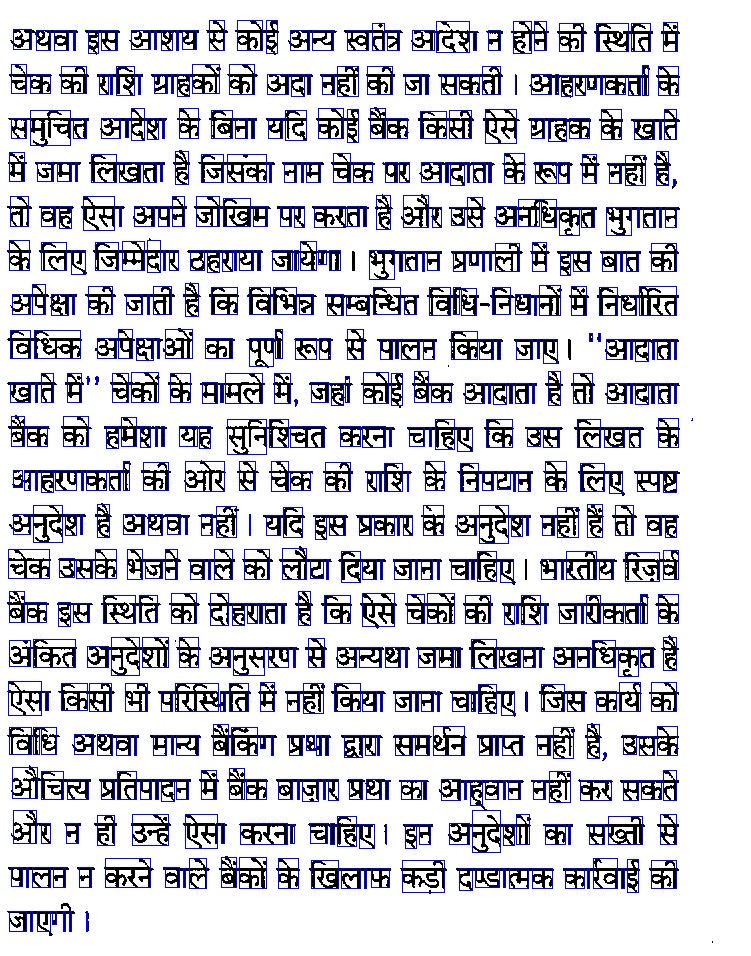 अथवा इस आशय से कोई अन्य स्वतंत्र आदेश न होने की स्थिति में
चेक की राशि ग्राहकों को अदा नहीं की जा सकती । आहरणकर्ता के
समुचित आदेश के बिना यदि कोई बैंक किसी ऐसे ग्राहक के खाते
में जमा लिखता है जिसका नाम चेक पर आदाता के रूप में नहीं है,
तो वह ऐसा अपने जोखिम पर करता है और उसे अनधिकृत भुगतान
के लिए जिम्मेदार ठहराया जायेगा । भुगतान प्रणाली में इस बात की
अपेक्षा की जाती है कि विभिन्न सम्बन्धित विधि-निधानों में निर्धारित
विधिक अपेक्षाओं का पूर्ण रूप से पालन किया जाए । "आदाता
खाते में" चेकों के मामले में, जहां कोई बैंक आदाता है तो आदाता
बैंक को हमेशा यह सुनिश्चित करना चाहिए कि उस लिखत के
आहरणकर्ता की ओर से चेक की राशि के निपटान के लिए स्पष्ट
अनुदेश है अथवा नहीं । यदि इस प्रकार के अनुदेश नहीं हैं तो वह
चेक उसके भेजने वाले को लौटा दिया जाना चाहिए । भारतीय रिज़र्व
बैंक इस स्थिति को दोहराता है कि ऐसे चेकों की राशि जारीकर्ता के
अंकित अनुदेशों के अनुसरण से अन्यथा जमा लिखना अनधिकृत है
ऐसा किसी भी परिस्थिति में नहीं किया जाना चाहिए । जिस कार्य को
विधि अथवा मान्य बैंकिंग प्रथा द्वारा समर्थन प्राप्त नहीं है, उसके
औचित्य प्रतिपादन में बैंक बाज़ार प्रथा का आह्वान नहीं कर सकते
और न ही उन्हें ऐसा करना चाहिए । इन अनुदेशों का सख्ती से
पालन न करने वाले बैंकों के खिलाफ कड़ी दण्डात्मक कार्रवाई की
जाएगी ।